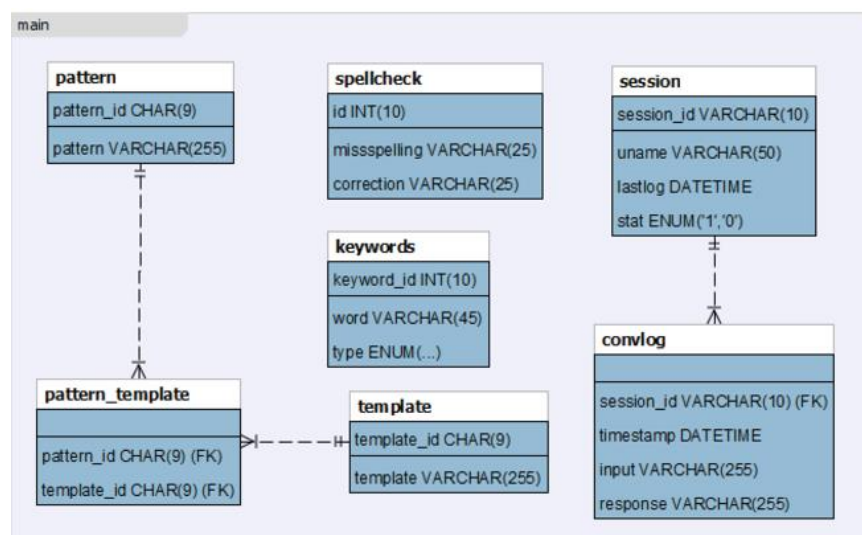 main
pattern
pattern_id CHAR(9)
pattern VARCHAR(255)
spellcheck
id INT(10)
missspelling VARCHAR(25)
correction VARCHAR(25)
session
session_id VARCHAR(10)
uname VARCHAR(50)
lastlog DATETIME
stat ENUM('1','0')
keywords
keyword_id INT(10)
word VARCHAR(45)
type ENUM(...)
pattern_template
pattern_id CHAR(9) (FK)
template_id CHAR(9) (FK)
template
template_id CHAR(9)
template VARCHAR(255)
convlog
session_id VARCHAR(10) (FK)
timestamp DATETIME
input VARCHAR(255)
response VARCHAR(255)